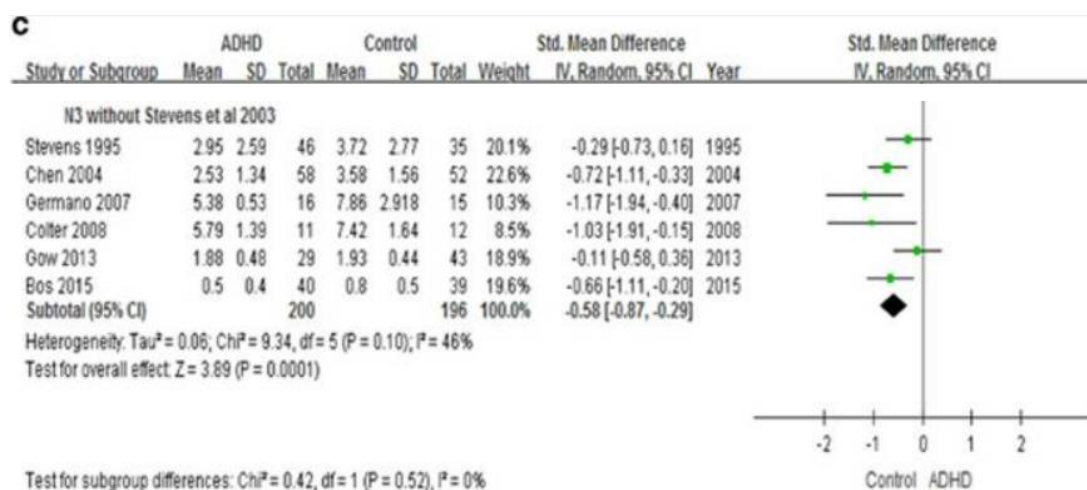 c
ADHD Control Std. Mean Difference Std. Mean Difference
Study or Subgroup Mean SD Total Mean SD Total Weight IV, Random, 95% CI Year IV, Random, 95% CI
N3 without Stevens et al 2003
Stevens 1995 2.95 2.59 46 3.72 2.77 35 20.1% -0.29 [-0.73, 0.16] 1995
Chen 2004 2.53 1.34 58 3.58 1.56 52 22.6% -0.72 [-1.11, -0.33] 2004
Germano 2007 5.38 0.53 16 7.86 2.918 15 10.3% -1.17 [-1.94, -0.40] 2007
Colter 2008 5.79 1.39 11 7.42 1.64 12 8.5% -1.03 [-1.91, -0.15] 2008
Gow 2013 1.88 0.48 29 1.93 0.44 43 18.9% -0.11 [-0.58, 0.36] 2013
Bos 2015 0.5 0.4 40 0.8 0.5 39 19.6% -0.66 [-1.11, -0.20] 2015
Subtotal (95% CI) 200 196 100.0% -0.58 [-0.87, -0.29]
Heterogeneity: Tau² = 0.06; Chi² = 9.34, df = 5 (P = 0.10); I² = 46%
Test for overall effect: Z = 3.89 (P = 0.0001)
-2 -1 0 1 2
Control ADHD
Test for subgroup differences: Chi² = 0.42, df = 1 (P = 0.52), I² = 0%